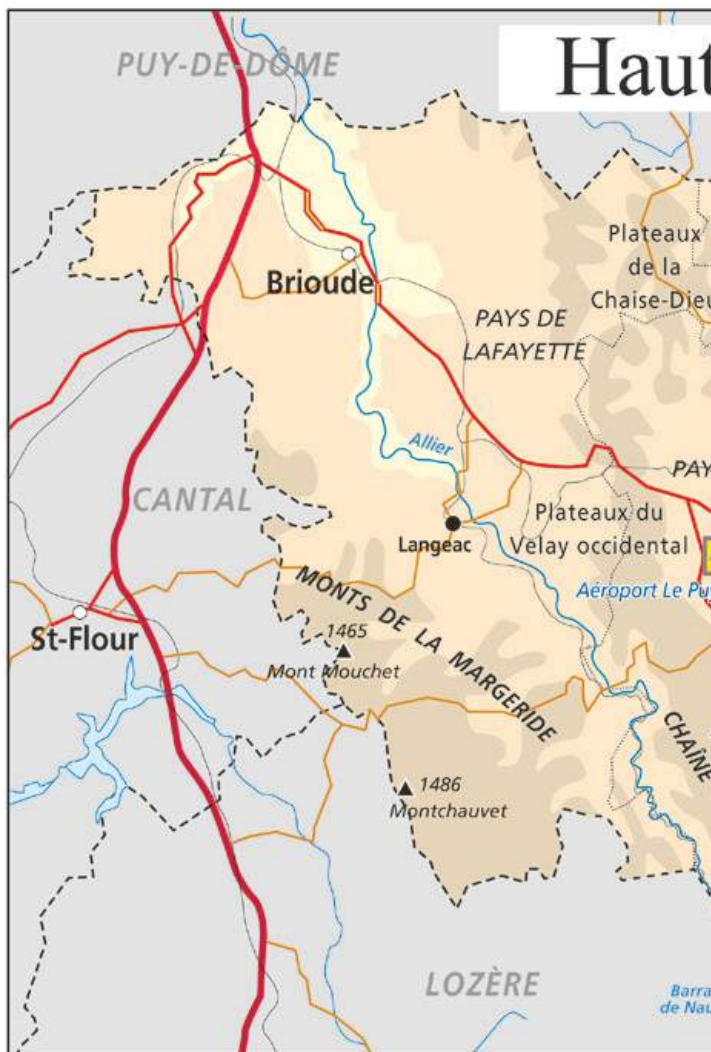 Haut
PUY-DE-DÔME
Plateaux
de la
Chaise-Dieu
Brioude
PAYS DE
LAFAYETTE
Allier
PAY
CANTAL
Langeac
Plateaux du
Velay occidental
Aéroport Le Puy
MONTS DE LA MARGERIDE
St-Flour
1465
Mont Mouchet
CHAÎNE
1486
Montchauvet
LOZÈRE
Barra
de Nau